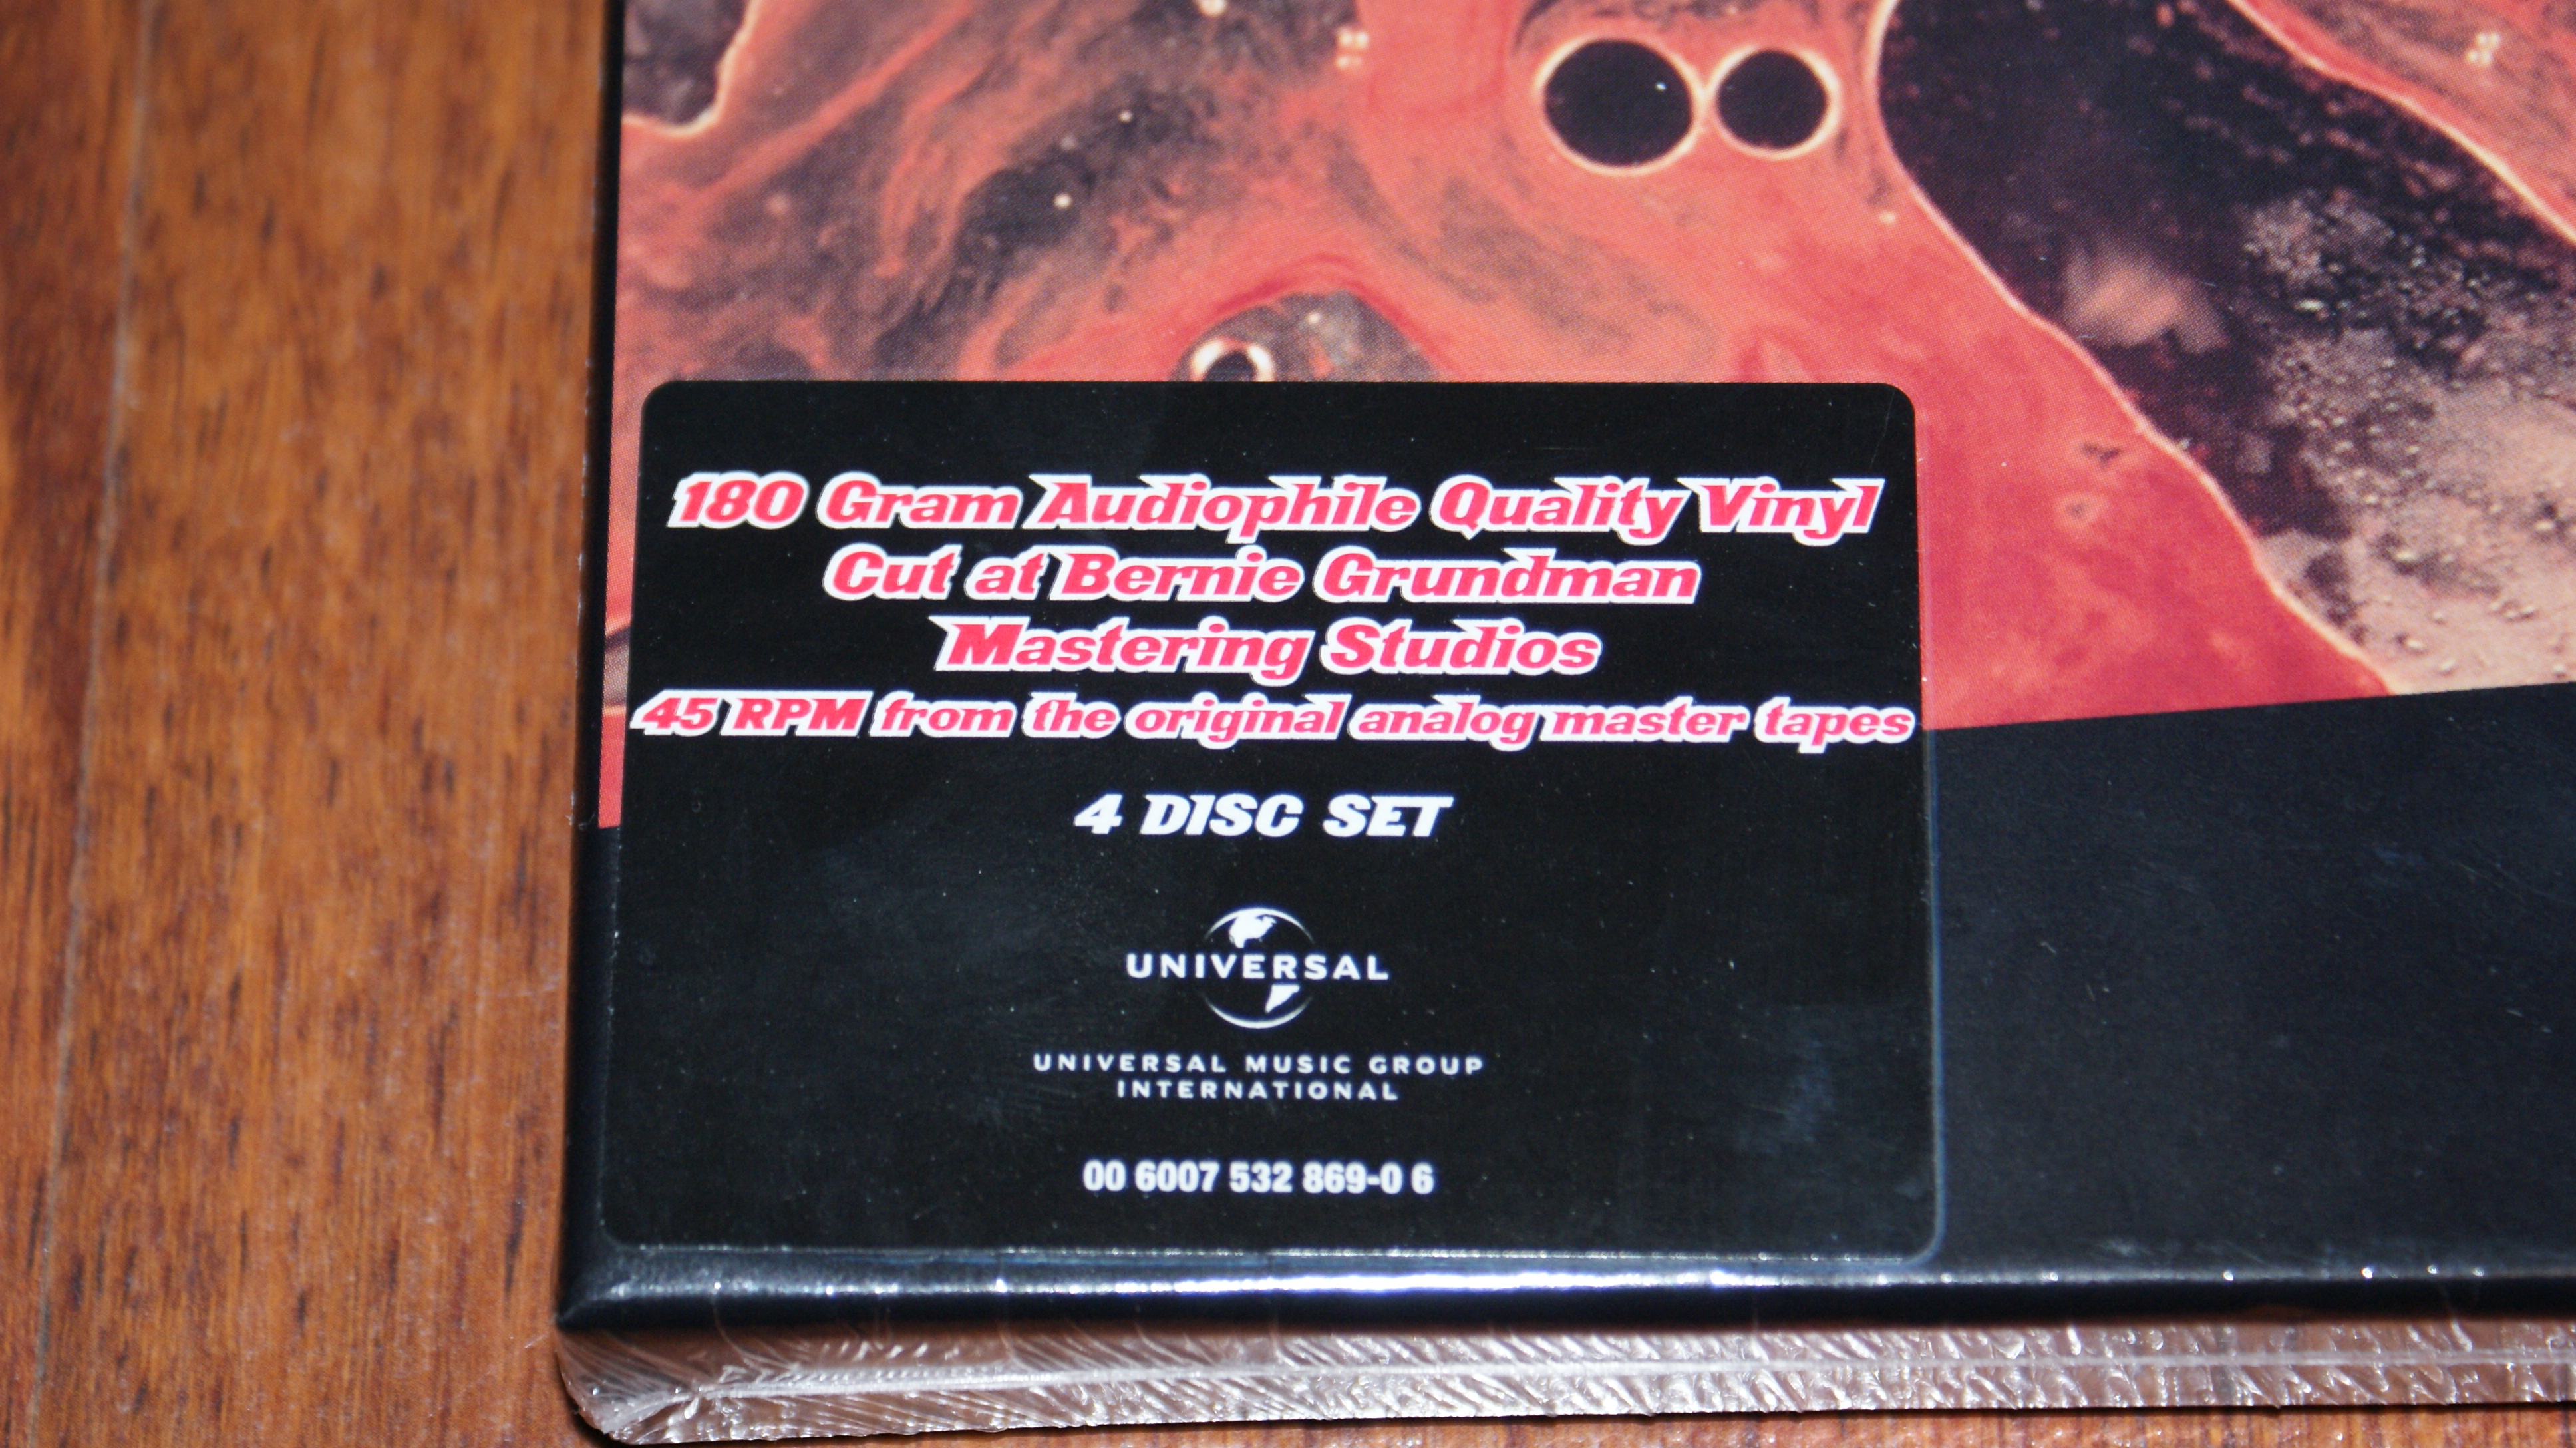 180 Gram Audiophile Quality Vinyl
Cut at Bernie Grundman
Mastering Studios
45 RPM from the original analog master tapes
4 DISC SET
UNIVERSAL
UNIVERSAL MUSIC GROUP
INTERNATIONAL
00 6007 532 869-0 6